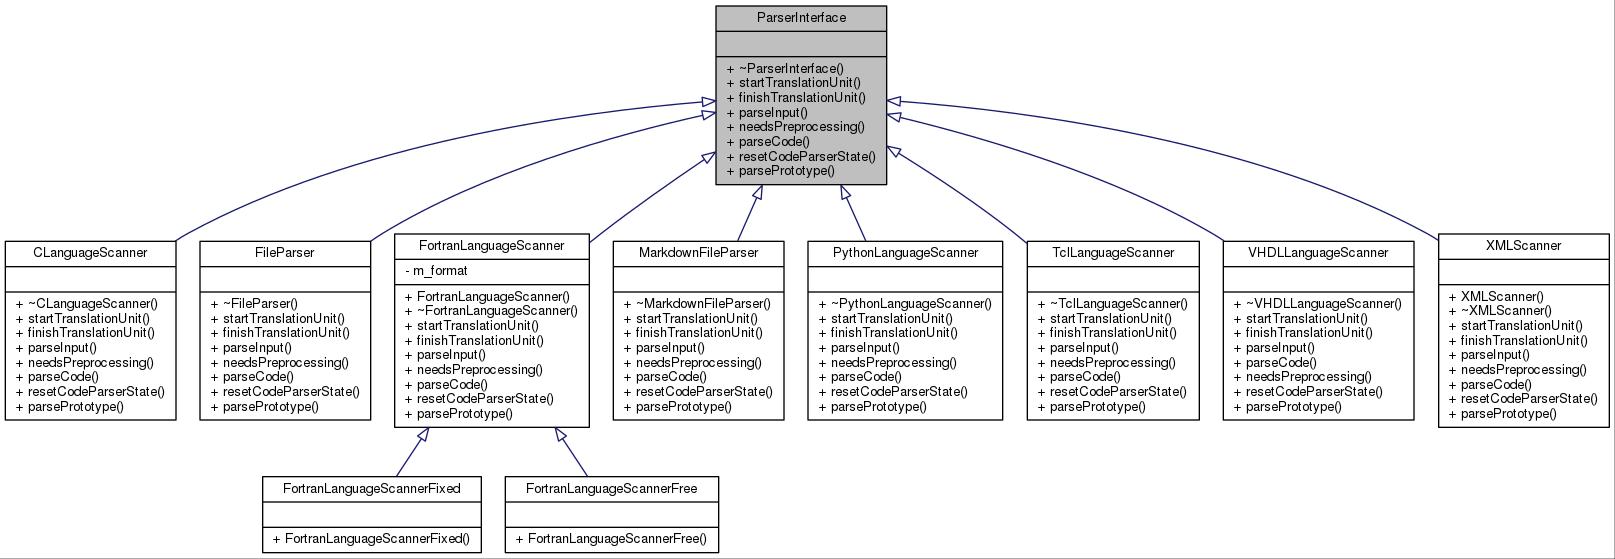 ParserInterface
+ ~ParserInterface()
+ startTranslationUnit()
+ finishTranslationUnit()
+ parseInput()
+ needsPreprocessing()
+ parseCode()
+ resetCodeParserState()
+ parsePrototype()
CLanguageScanner
+ ~CLanguageScanner()
+ startTranslationUnit()
+ finishTranslationUnit()
+ parseInput()
+ needsPreprocessing()
+ parseCode()
+ resetCodeParserState()
+ parsePrototype()
FileParser
+ ~FileParser()
+ startTranslationUnit()
+ finishTranslationUnit()
+ parseInput()
+ needsPreprocessing()
+ parseCode()
+ resetCodeParserState()
+ parsePrototype()
FortranLanguageScanner
- m_format
+ FortranLanguageScanner()
+ ~FortranLanguageScanner()
+ startTranslationUnit()
+ finishTranslationUnit()
+ parseInput()
+ needsPreprocessing()
+ parseCode()
+ resetCodeParserState()
+ parsePrototype()
MarkdownFileParser
+ ~MarkdownFileParser()
+ startTranslationUnit()
+ finishTranslationUnit()
+ parseInput()
+ needsPreprocessing()
+ parseCode()
+ resetCodeParserState()
+ parsePrototype()
PythonLanguageScanner
+ ~PythonLanguageScanner()
+ startTranslationUnit()
+ finishTranslationUnit()
+ parseInput()
+ needsPreprocessing()
+ parseCode()
+ resetCodeParserState()
+ parsePrototype()
TclLanguageScanner
+ ~TclLanguageScanner()
+ startTranslationUnit()
+ finishTranslationUnit()
+ parseInput()
+ needsPreprocessing()
+ parseCode()
+ resetCodeParserState()
+ parsePrototype()
VHDLLanguageScanner
+ ~VHDLLanguageScanner()
+ startTranslationUnit()
+ finishTranslationUnit()
+ parseInput()
+ parseCode()
+ needsPreprocessing()
+ resetCodeParserState()
+ parsePrototype()
XMLScanner
+ XMLScanner()
+ ~XMLScanner()
+ startTranslationUnit()
+ finishTranslationUnit()
+ parseInput()
+ needsPreprocessing()
+ parseCode()
+ resetCodeParserState()
+ parsePrototype()
FortranLanguageScannerFixed
+ FortranLanguageScannerFixed()
FortranLanguageScannerFree
+ FortranLanguageScannerFree()